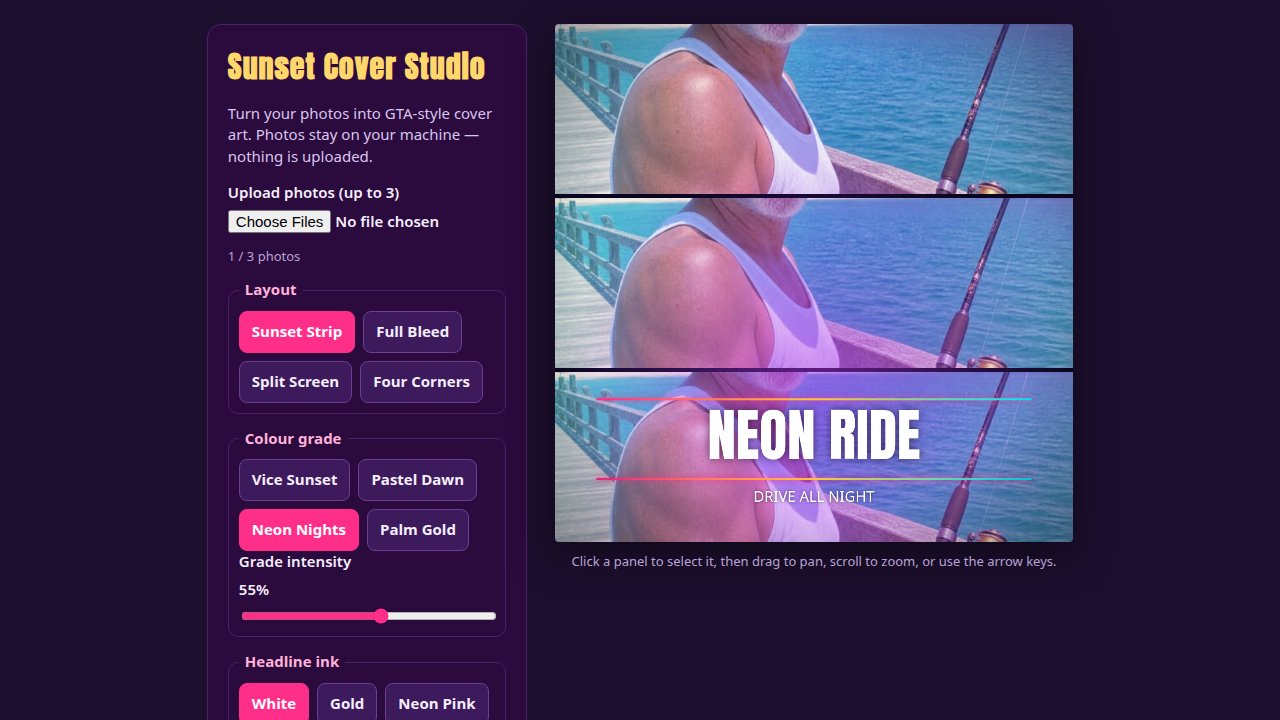 Sunset Cover Studio
Turn your photos into GTA-style cover
art. Photos stay on your machine —
nothing is uploaded.
Upload photos (up to 3)
Choose Files No file chosen
1 / 3 photos
Layout
Sunset Strip Full Bleed
Split Screen Four Corners
Colour grade
Vice Sunset Pastel Dawn
Neon Nights Palm Gold
Grade intensity
55%
Headline ink
White Gold Neon Pink
NEON RIDE
DRIVE ALL NIGHT
Click a panel to select it, then drag to pan, scroll to zoom, or use the arrow keys.